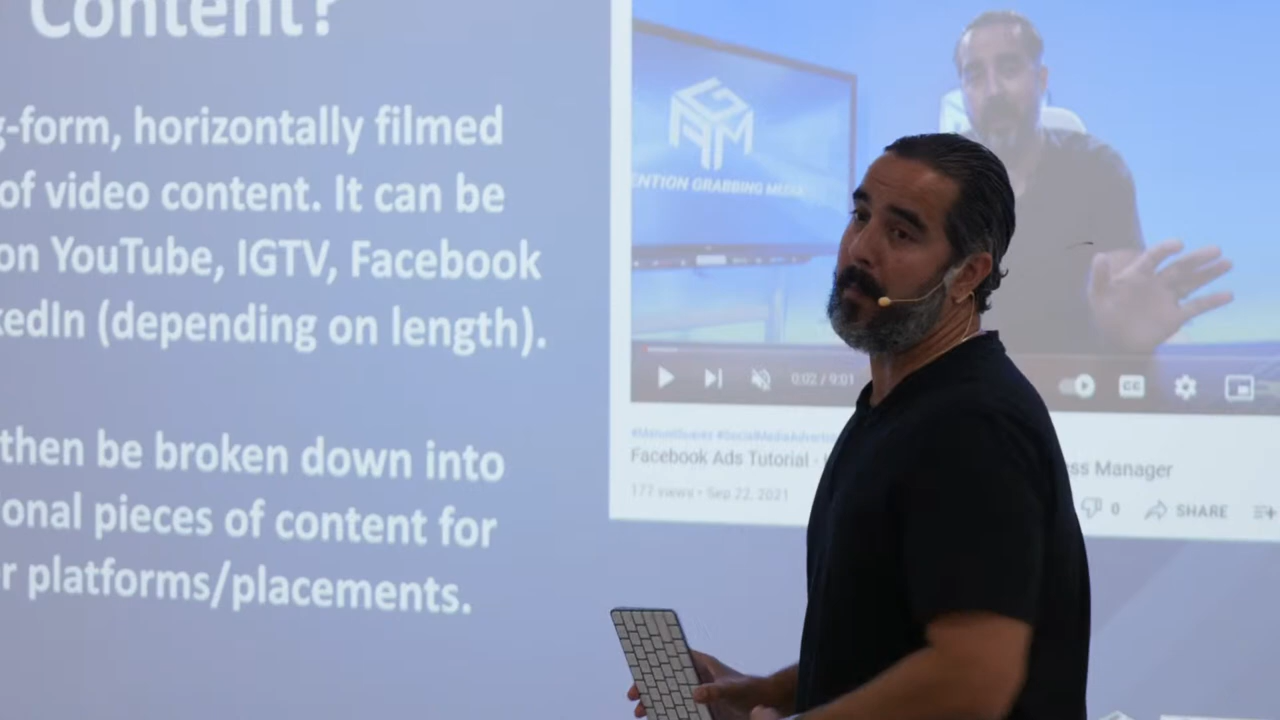 Content?
g-form, horizontally filmed
of video content. It can be
on YouTube, IGTV, Facebook
kedIn (depending on length).
then be broken down into
onal pieces of content for
r platforms/placements.
GAM
ENTION GRABBING MEDIA
0:02 / 9:01
CC
Facebook Ads Tutorial -
ss Manager
177 views • Sep 22, 2021
0
SHARE